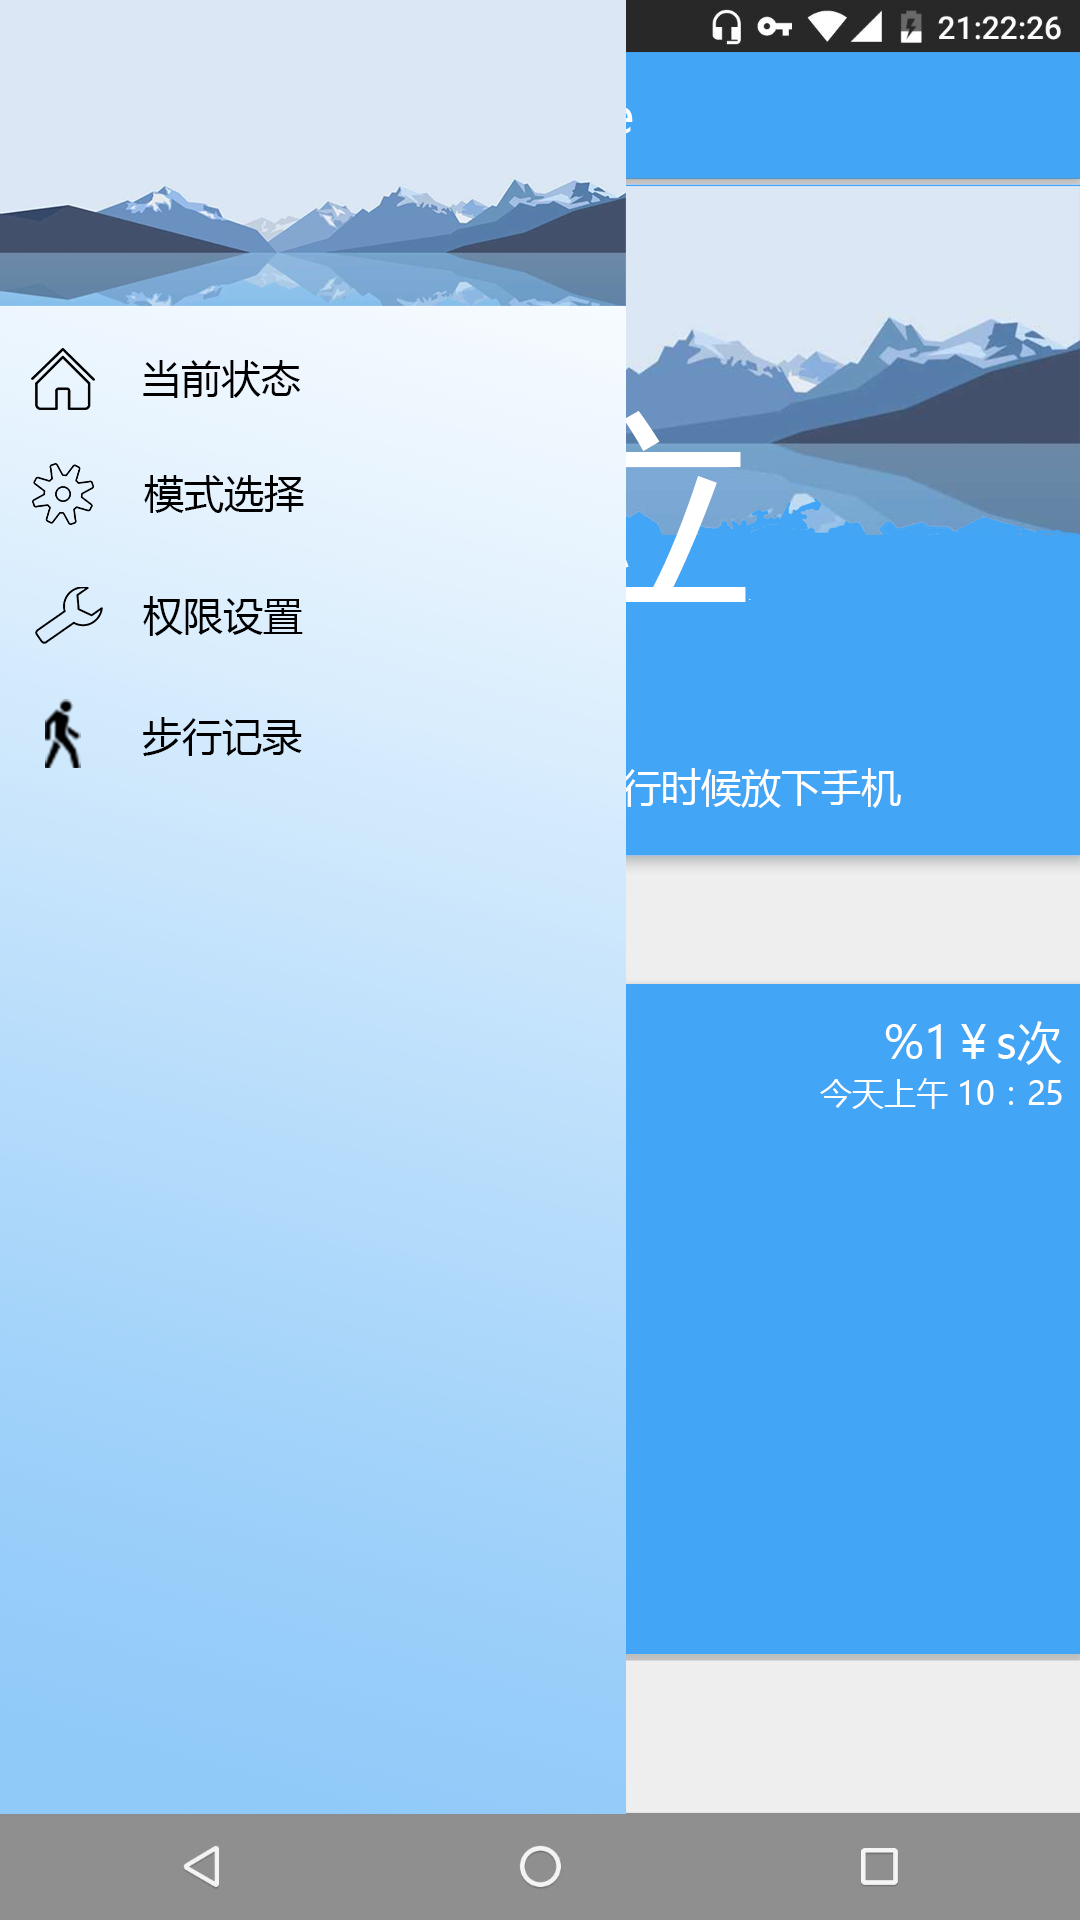 21:22:26
e
当前状态
模式选择
权限设置
步行记录
立
行时候放下手机
%1￥s次
今天上午 10：25